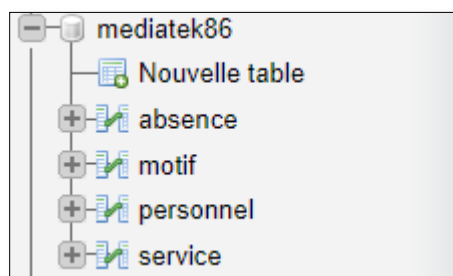 mediatek86
Nouvelle table
absence
motif
personnel
service